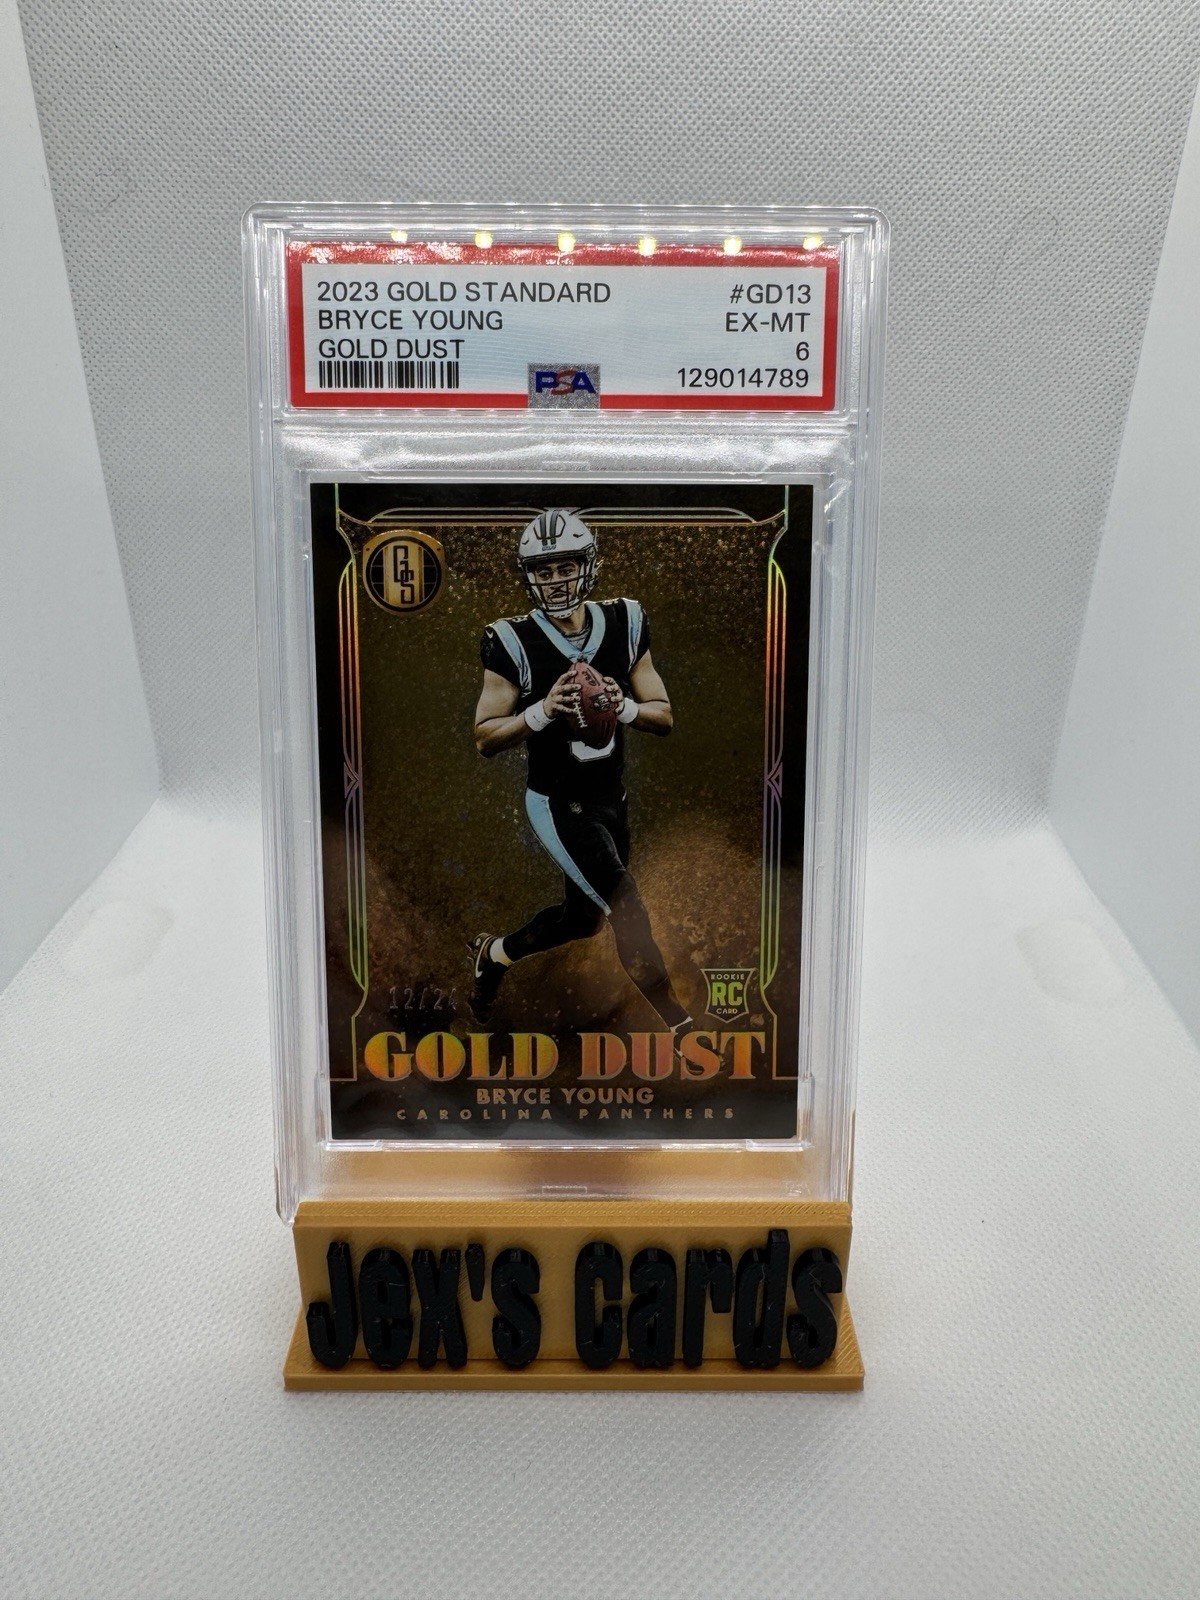 2023 GOLD STANDARD #GD13
BRYCE YOUNG EX-MT
GOLD DUST 6
PSA 129014789
GS
12/24
ROOKIE
RC
CARD
GOLD DUST
BRYCE YOUNG
CAROLINA PANTHERS
Jex's Cards